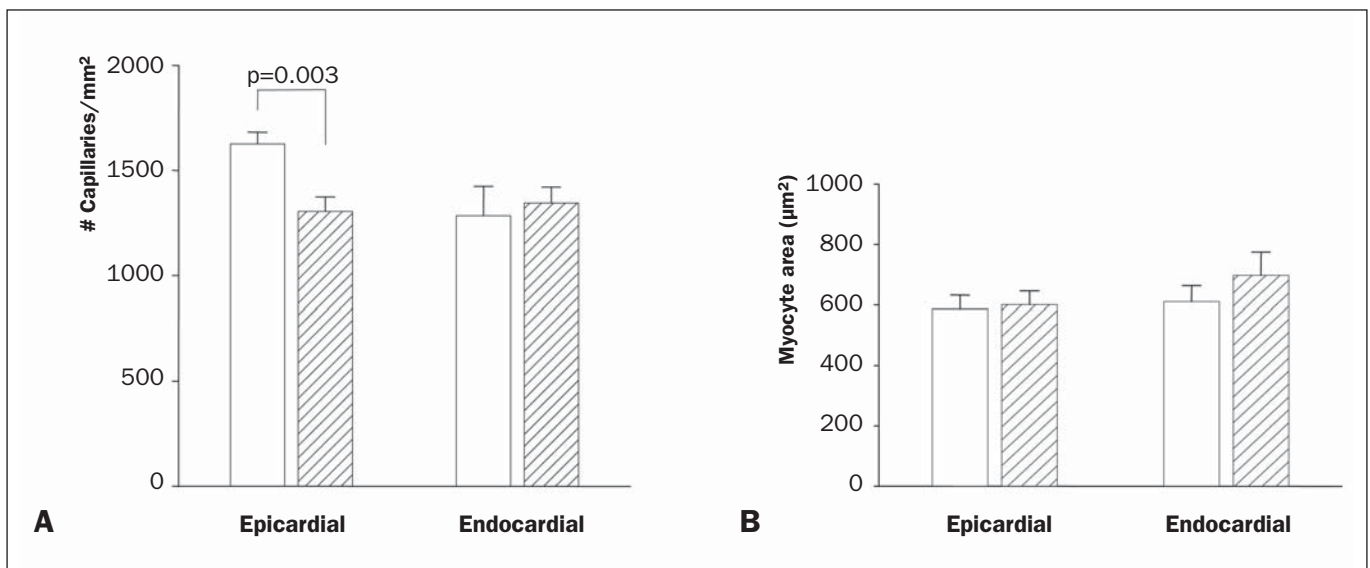 # Capillaries/mm²
2000
1500
1000
500
0
p=0.003
Epicardial
Endocardial
A
Myocyte area (µm²)
1000
800
600
400
200
0
Epicardial
Endocardial
B